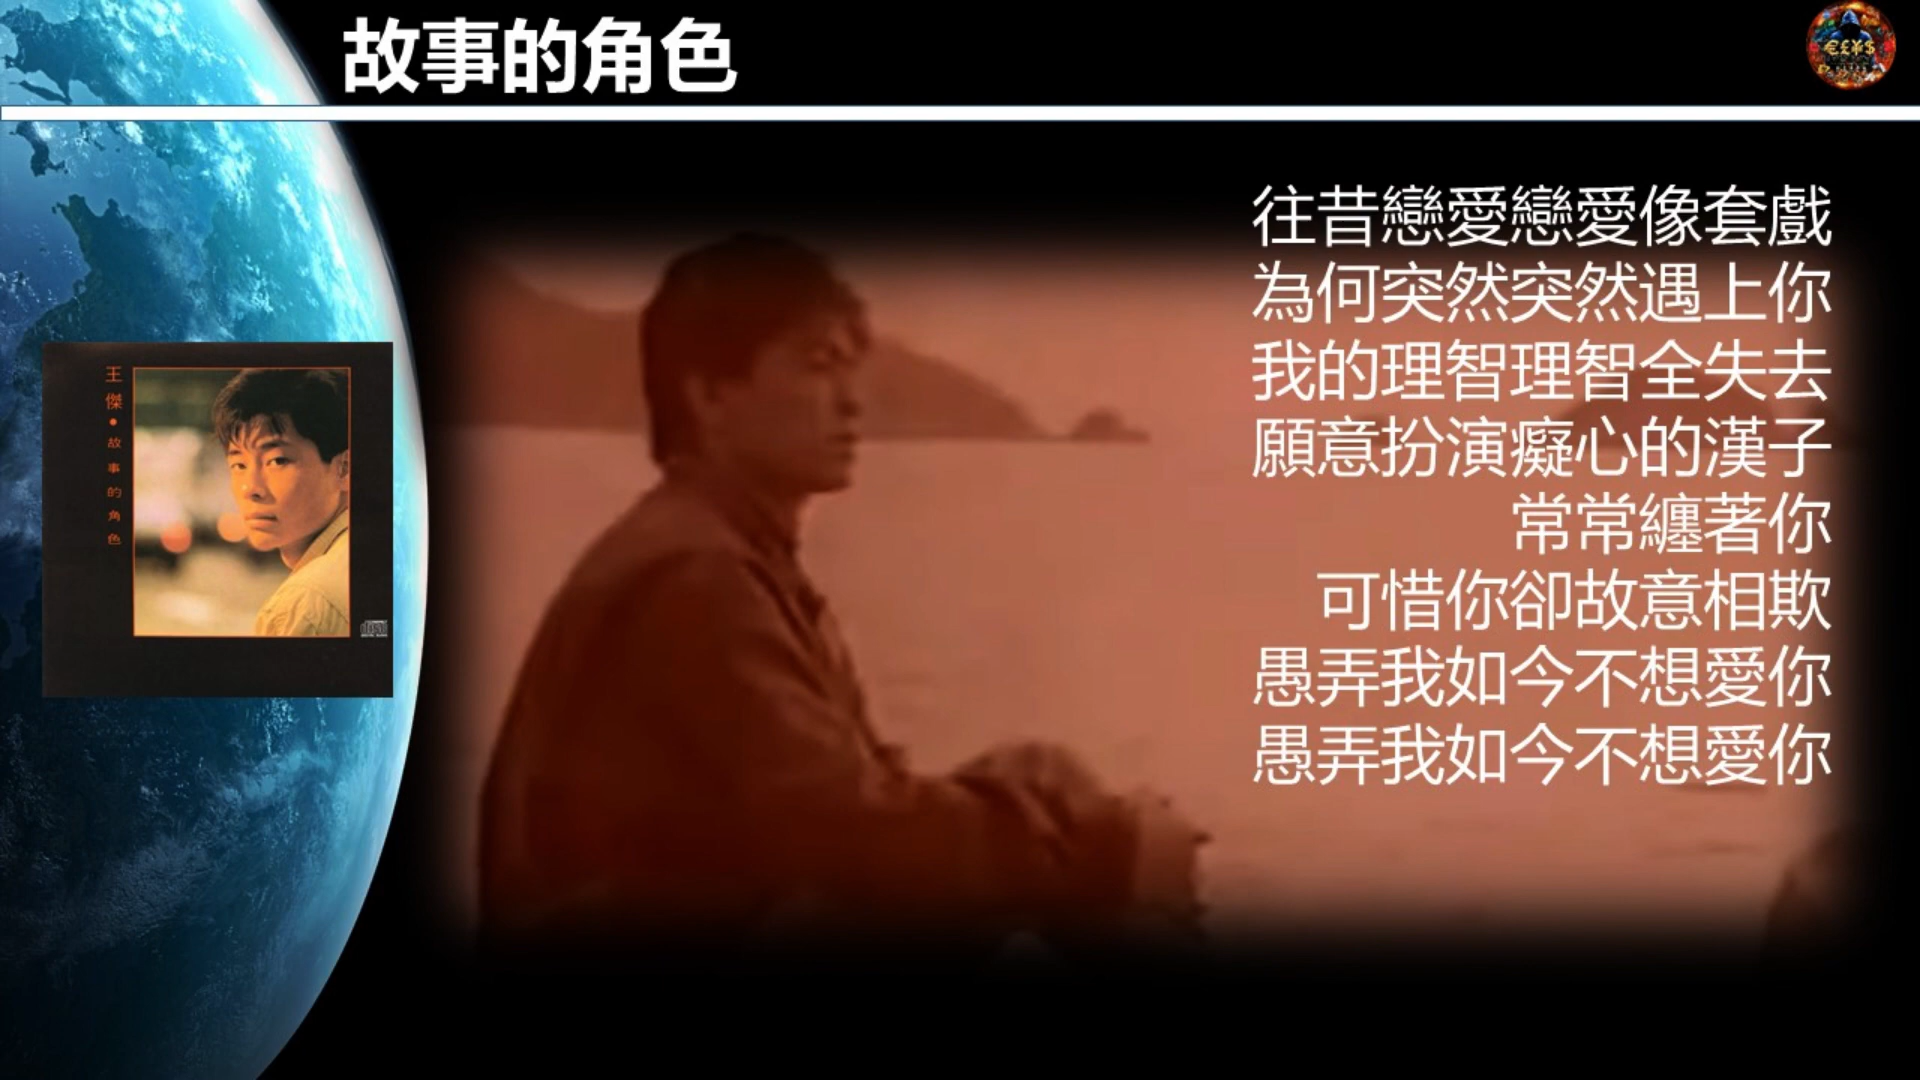 故事的角色
€£¥$
往昔戀愛戀愛像套戲
為何突然突然遇上你
我的理智理智全失去
願意扮演癡心的漢子
常常纏著你
可惜你卻故意相欺
愚弄我如今不想愛你
愚弄我如今不想愛你
王傑•故事的角色